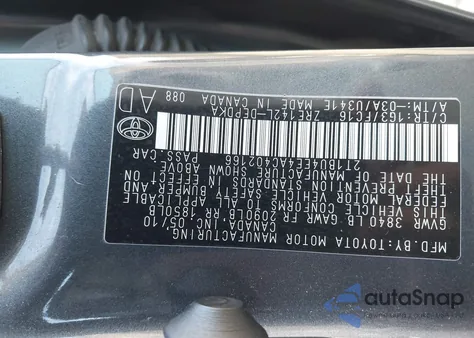 MFD.BY:TOYOTA MOTOR MANUFACTURING
CANADA, INC. 05/10
GVWR 3840 LB GAWR FR 2090LB RR 1850LB
THIS VEHICLE CONFORMS TO ALL APPLICABLE
FEDERAL MOTOR VEHICLE SAFETY, BUMPER, AND
THEFT PREVENTION STANDARDS IN EFFECT ON
THE DATE OF MANUFACTURE SHOWN ABOVE.
2T1BU4EE4AC402166 PASS. CAR
ZRE142L-DEPDKA
C/TR:1G3/FC16
A/TM:-03A/U341E MADE IN CANADA 088
AD
autoSnap